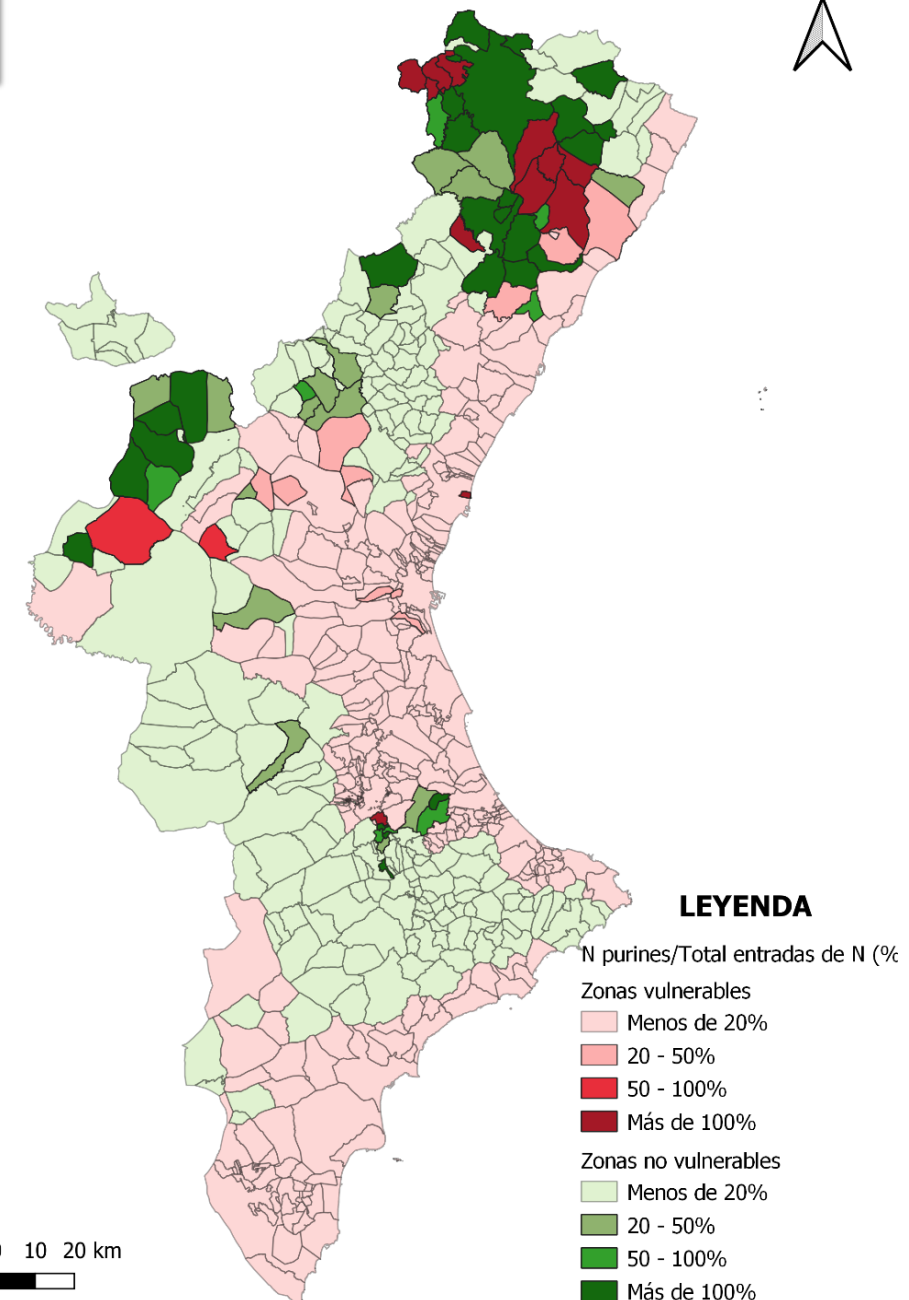 LEYENDA
N purines/Total entradas de N (%
Zonas vulnerables
Menos de 20%
20 - 50%
50 - 100%
Más de 100%
Zonas no vulnerables
Menos de 20%
20 - 50%
50 - 100%
Más de 100%
10 20 km